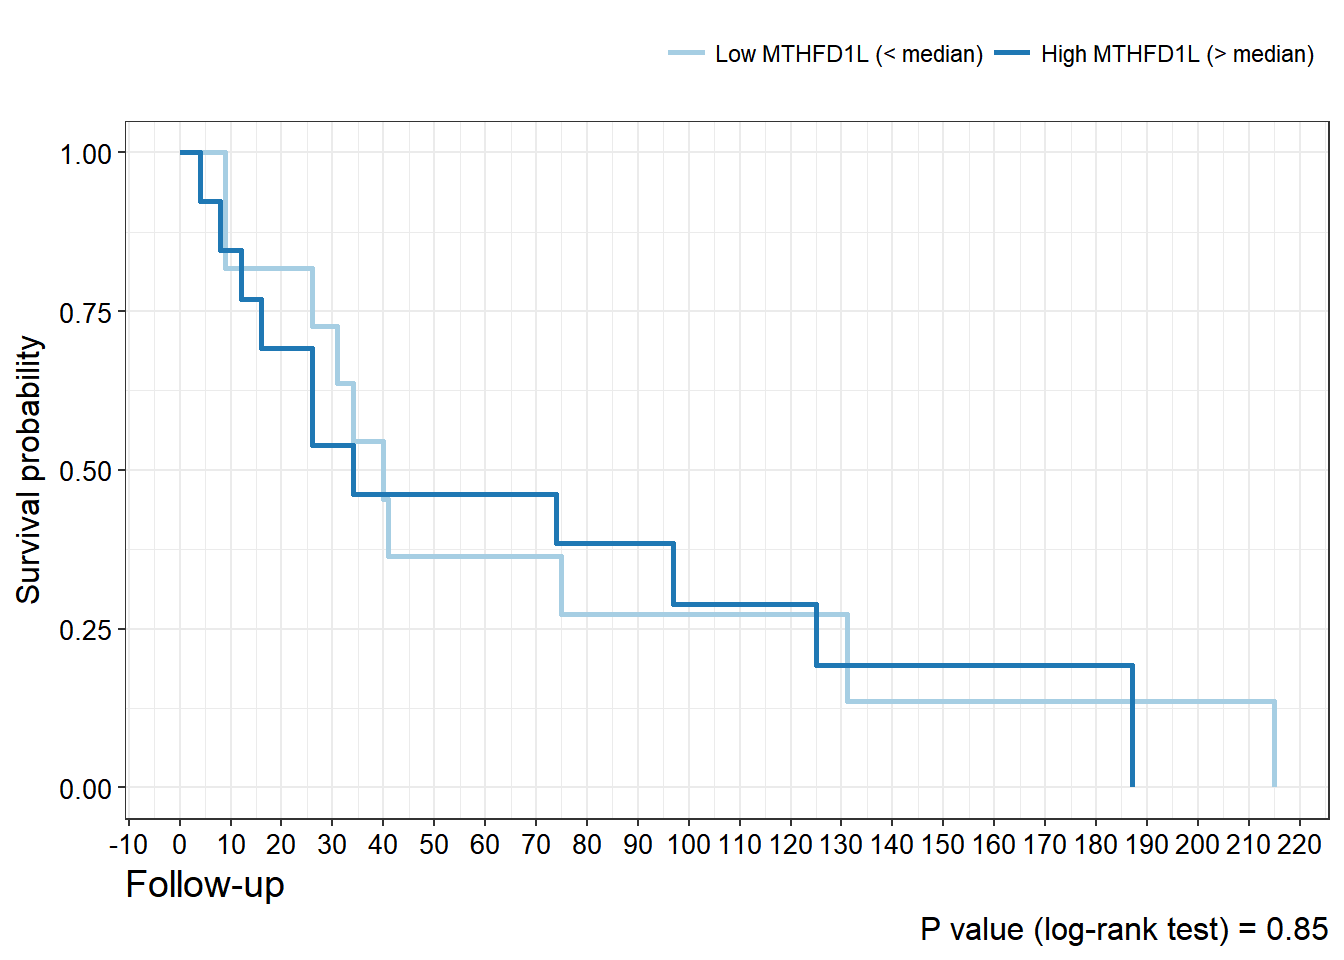 Low MTHFD1L (< median) High MTHFD1L (> median)
Survival probability
1.00
0.75
0.50
0.25
0.00
-10 0 10 20 30 40 50 60 70 80 90 100 110 120 130 140 150 160 170 180 190 200 210 220
Follow-up
P value (log-rank test) = 0.85